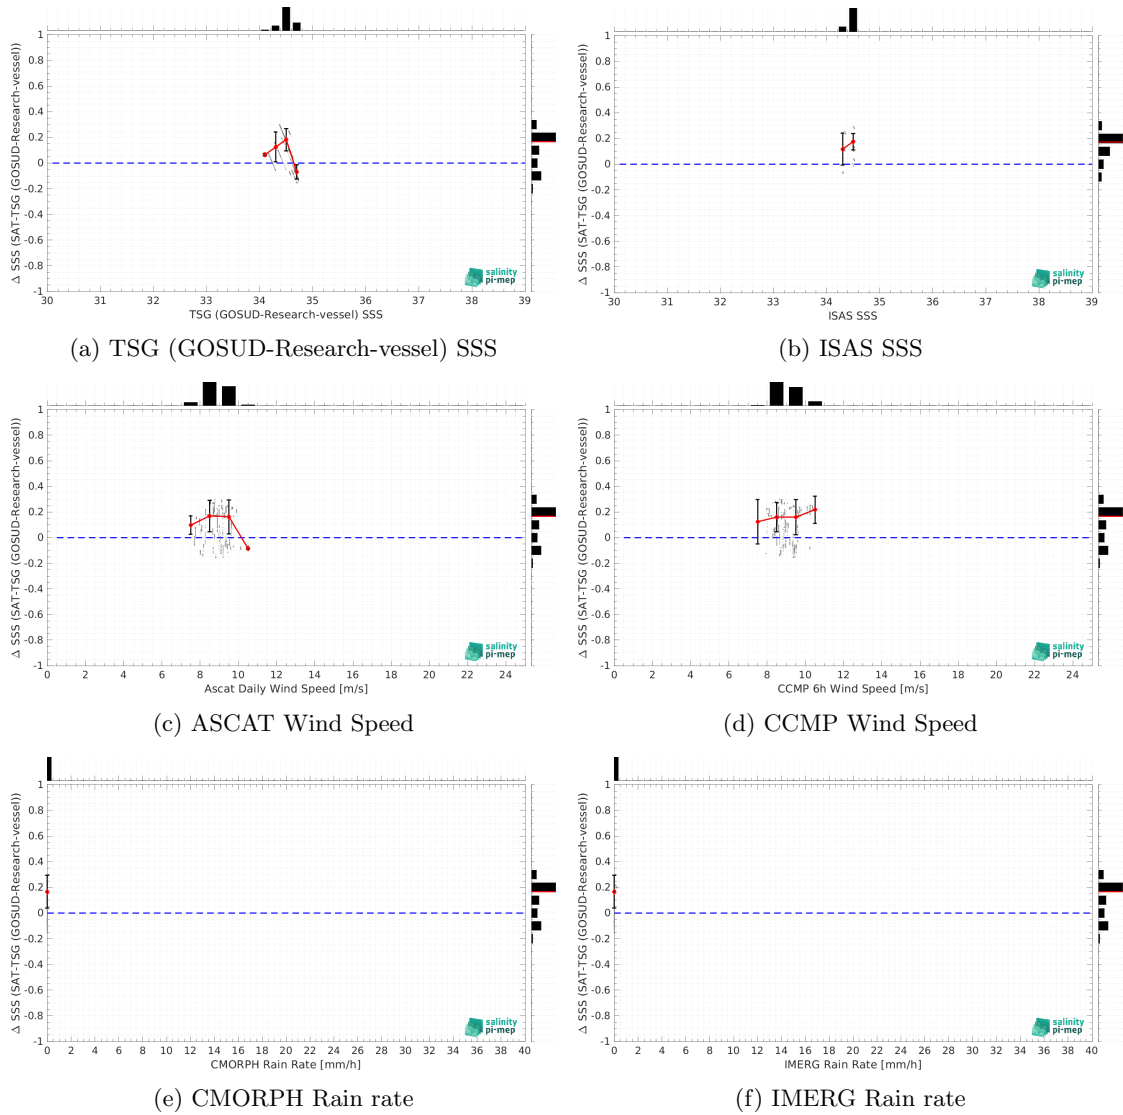 1
0.8
0.6
0.4
0.2
0
-0.2
-0.4
-0.6
-0.8
-1
Δ SSS (SAT-TSG (GOSUD-Research-vessel))
salinity
pi-mep
30 31 32 33 34 35 36 37 38 39
TSG (GOSUD-Research-vessel) SSS
(a) TSG (GOSUD-Research-vessel) SSS
1
0.8
0.6
0.4
0.2
0
-0.2
-0.4
-0.6
-0.8
-1
Δ SSS (SAT-TSG (GOSUD-Research-vessel))
salinity
pi-mep
30 31 32 33 34 35 36 37 38 39
ISAS SSS
(b) ISAS SSS
1
0.8
0.6
0.4
0.2
0
-0.2
-0.4
-0.6
-0.8
-1
Δ SSS (SAT-TSG (GOSUD-Research-vessel))
salinity
pi-mep
0 2 4 6 8 10 12 14 16 18 20 22 24
Ascat Daily Wind Speed [m/s]
(c) ASCAT Wind Speed
1
0.8
0.6
0.4
0.2
0
-0.2
-0.4
-0.6
-0.8
-1
Δ SSS (SAT-TSG (GOSUD-Research-vessel))
salinity
pi-mep
0 2 4 6 8 10 12 14 16 18 20 22 24
CCMP 6h Wind Speed [m/s]
(d) CCMP Wind Speed
1
0.8
0.6
0.4
0.2
0
-0.2
-0.4
-0.6
-0.8
-1
Δ SSS (SAT-TSG (GOSUD-Research-vessel))
salinity
pi-mep
0 2 4 6 8 10 12 14 16 18 20 22 24 26 28 30 32 34 36 38 40
CMORPH Rain Rate [mm/h]
(e) CMORPH Rain rate
1
0.8
0.6
0.4
0.2
0
-0.2
-0.4
-0.6
-0.8
-1
Δ SSS (SAT-TSG (GOSUD-Research-vessel))
salinity
pi-mep
0 2 4 6 8 10 12 14 16 18 20 22 24 26 28 30 32 34 36 38 40
IMERG Rain Rate [mm/h]
(f) IMERG Rain rate